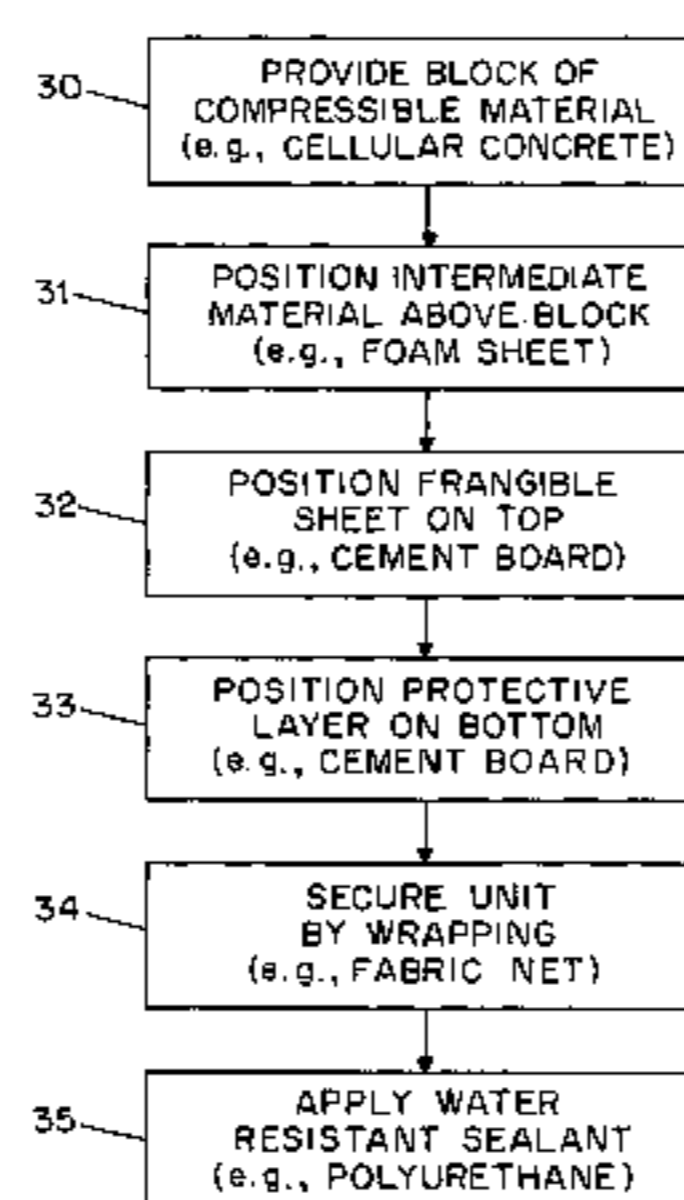 30
PROVIDE BLOCK OF
COMPRESSIBLE MATERIAL
(e.g., CELLULAR CONCRETE)
31
POSITION INTERMEDIATE
MATERIAL ABOVE BLOCK
(e.g., FOAM SHEET)
32
POSITION FRANGIBLE
SHEET ON TOP
(e.g., CEMENT BOARD)
33
POSITION PROTECTIVE
LAYER ON BOTTOM
(e.g., CEMENT BOARD)
34
SECURE UNIT
BY WRAPPING
(e.g., FABRIC NET)
35
APPLY WATER
RESISTANT SEALANT
(e.g., POLYURETHANE)